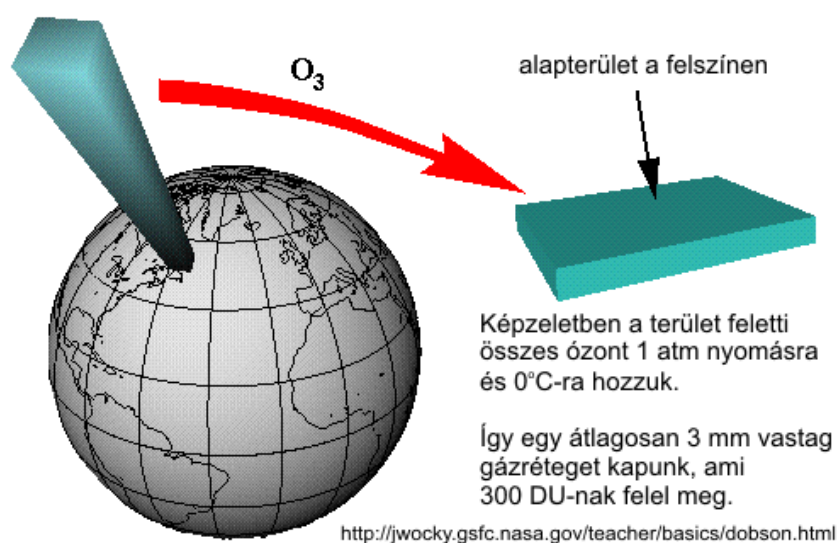 O₃
alapterület a felszínen
Képzeletben a terület feletti
összes ózont 1 atm nyomásra
és 0°C-ra hozzuk.
Így egy átlagosan 3 mm vastag
gázréteget kapunk, ami
300 DU-nak felel meg.
http://jwocky.gsfc.nasa.gov/teacher/basics/dobson.html